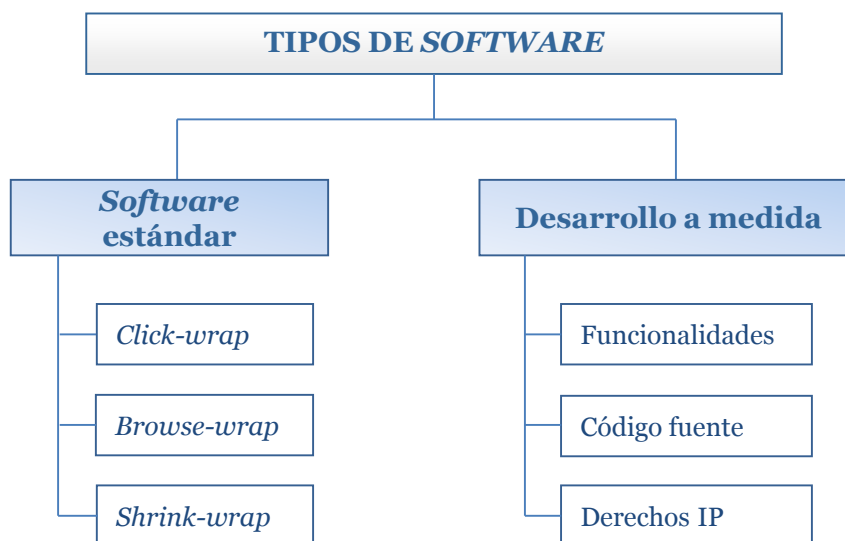 TIPOS DE SOFTWARE
Software
estándar
Desarrollo a medida
Click-wrap
Browse-wrap
Shrink-wrap
Funcionalidades
Código fuente
Derechos IP